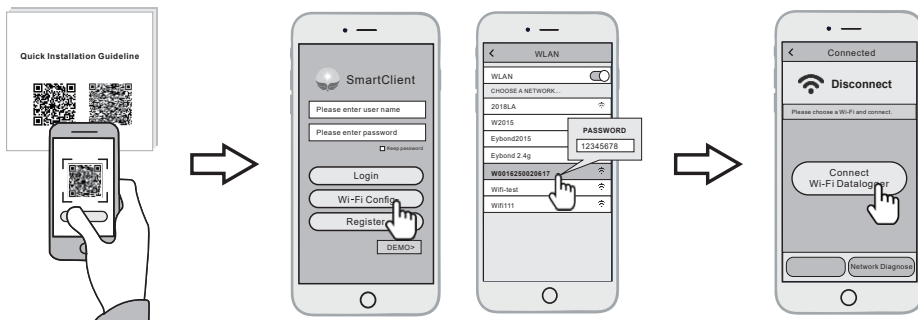 Quick Installation Guideline
SmartClient
Please enter user name
Please enter password
Keep password
Login
Wi-Fi Config
Register
DEMO>
WLAN
WLAN
CHOOSE A NETWORK...
2018LA
W2015
Eybond2015
Eybond 2.4g
W0016250020617
Wifi-test
Wifi111
PASSWORD
12345678
Connected
Disconnect
Please choose a Wi-Fi and connect.
Connect
Wi-Fi Datalogger
Network Diagnose